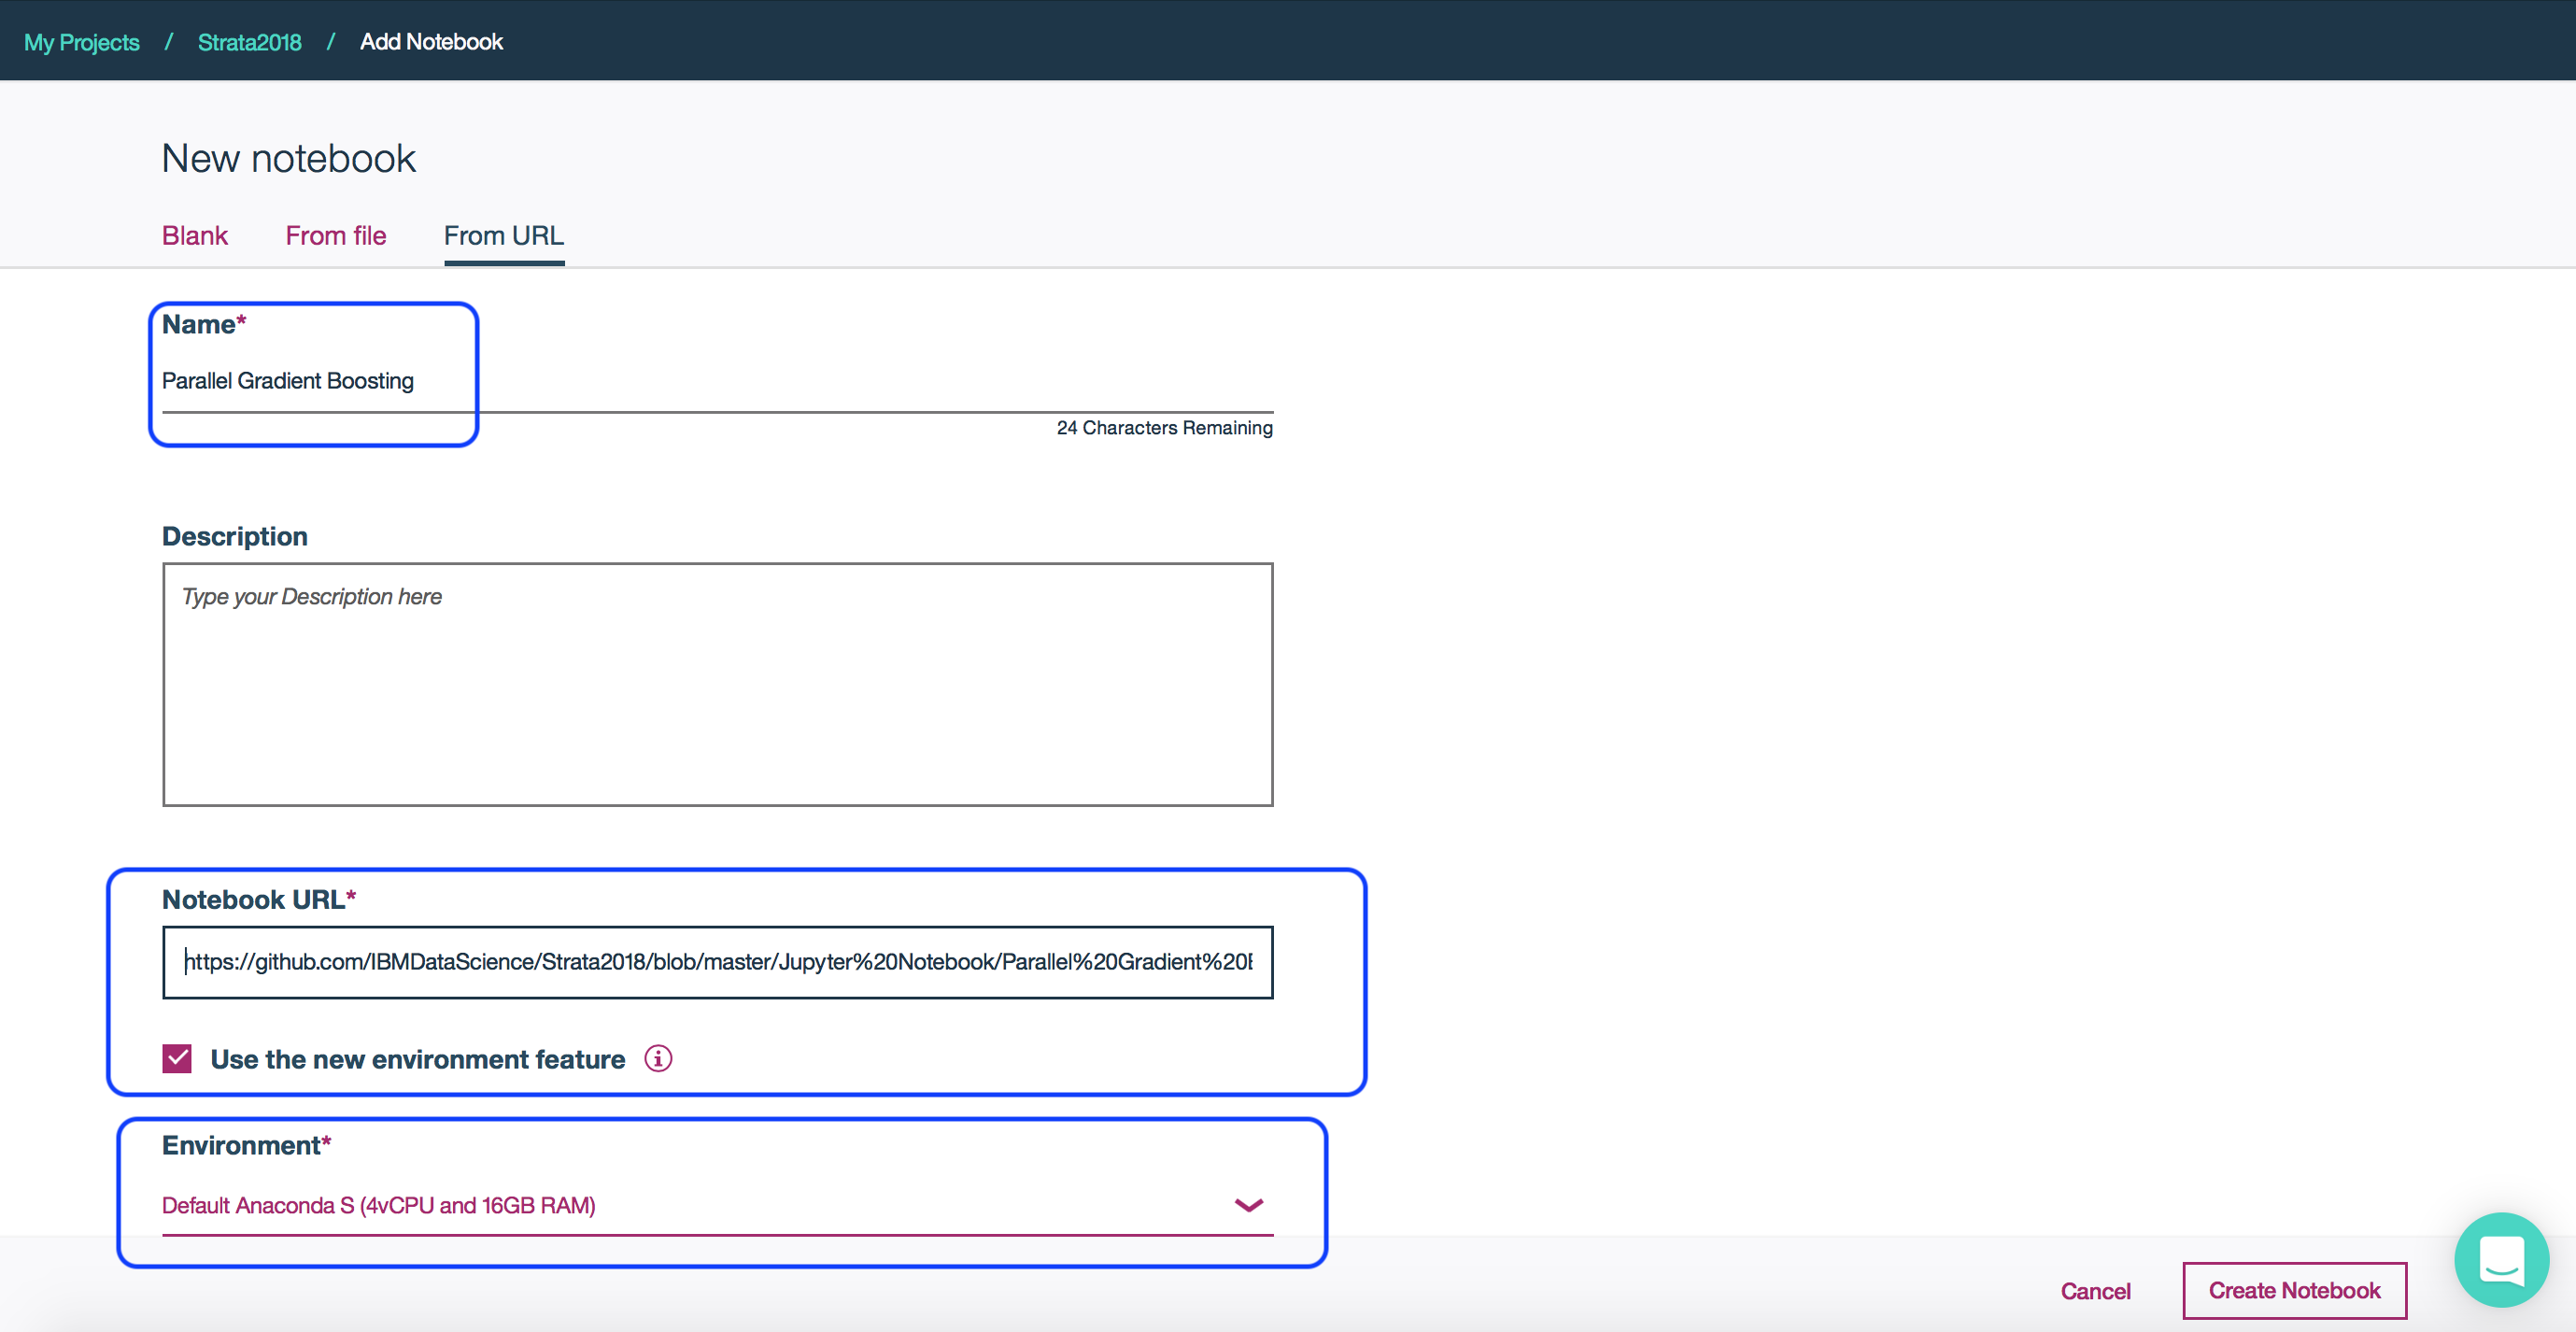 My Projects / Strata2018 / Add Notebook
New notebook
Blank From file From URL
Name*
Parallel Gradient Boosting
24 Characters Remaining
Description
Type your Description here
Notebook URL*
https://github.com/IBMDataScience/Strata2018/blob/master/Jupyter%20Notebook/Parallel%20Gradient%20
Use the new environment feature
Environment*
Default Anaconda S (4vCPU and 16GB RAM)
Cancel Create Notebook